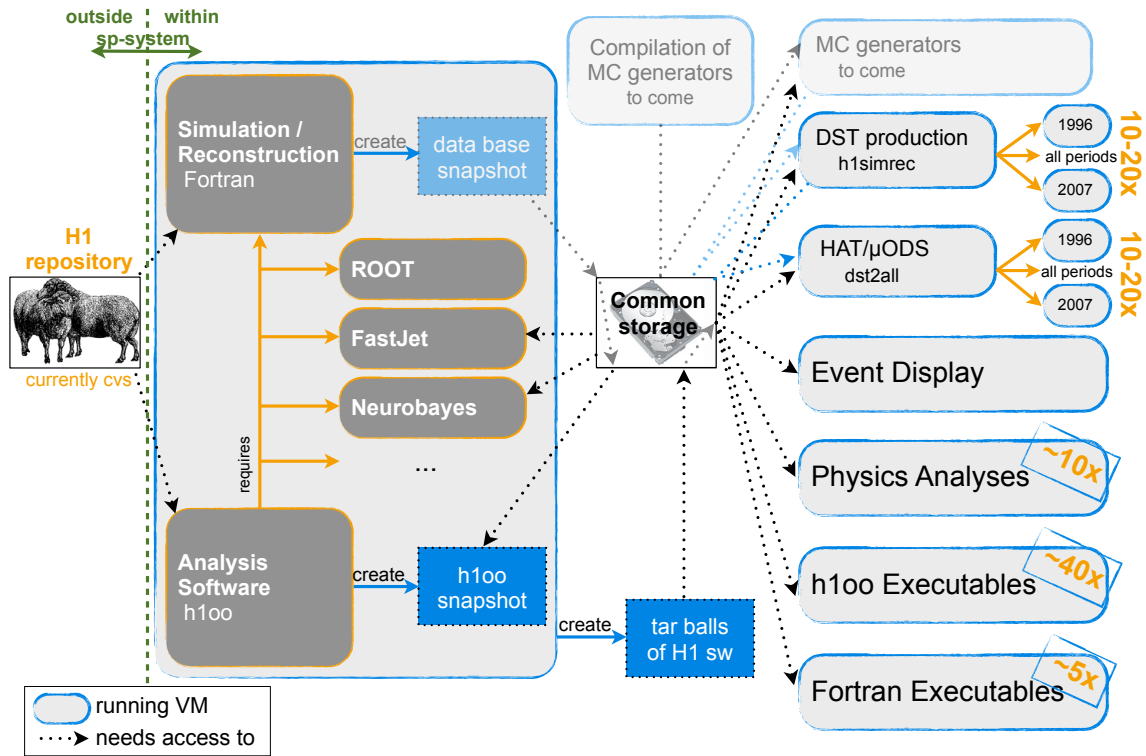 outside within
sp-system
Simulation /
Reconstruction
Fortran
create
data base
snapshot
H1
repository
currently cvs
ROOT
FastJet
Neurobayes
...
requires
Analysis
Software
h1oo
create
h1oo
snapshot
create
tar balls
of H1 sw
Compilation of
MC generators
to come
Common
storage
MC generators
to come
DST production
h1simrec
1996
all periods
2007
10-20x
HAT/µODS
dst2all
1996
all periods
2007
10-20x
Event Display
Physics Analyses
~10x
h1oo Executables
~40x
Fortran Executables
~5x
running VM
needs access to